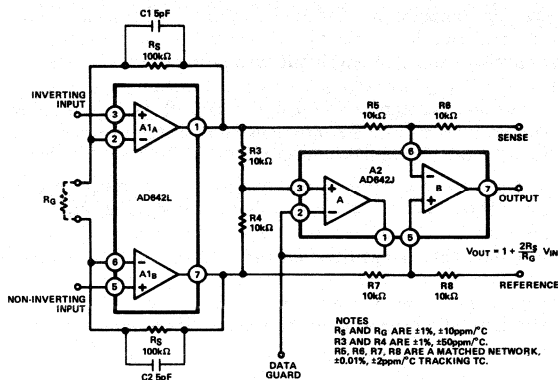 C1 5pF
RS
100kΩ
INVERTING
INPUT
3
+
A1A
2
−
1
R5
10kΩ
R6
10kΩ
SENSE
R3
10kΩ
6
A2
AD642J
RG
AD642L
3
+
A
2
−
−
B
+
7
OUTPUT
R4
10kΩ
1
5
VOUT = 1 + 2RS/RG VIN
6
−
A1B
5
+
7
NON-INVERTING
INPUT
R7
10kΩ
R8
10kΩ
REFERENCE
RS
100kΩ
C2 5pF
DATA
GUARD
NOTES
RS AND RG ARE ±1%, ±10ppm/°C
R3 AND R4 ARE ±1%, ±50ppm/°C.
R5, R6, R7, R8 ARE A MATCHED NETWORK,
±0.01%, ±2ppm/°C TRACKING TC.